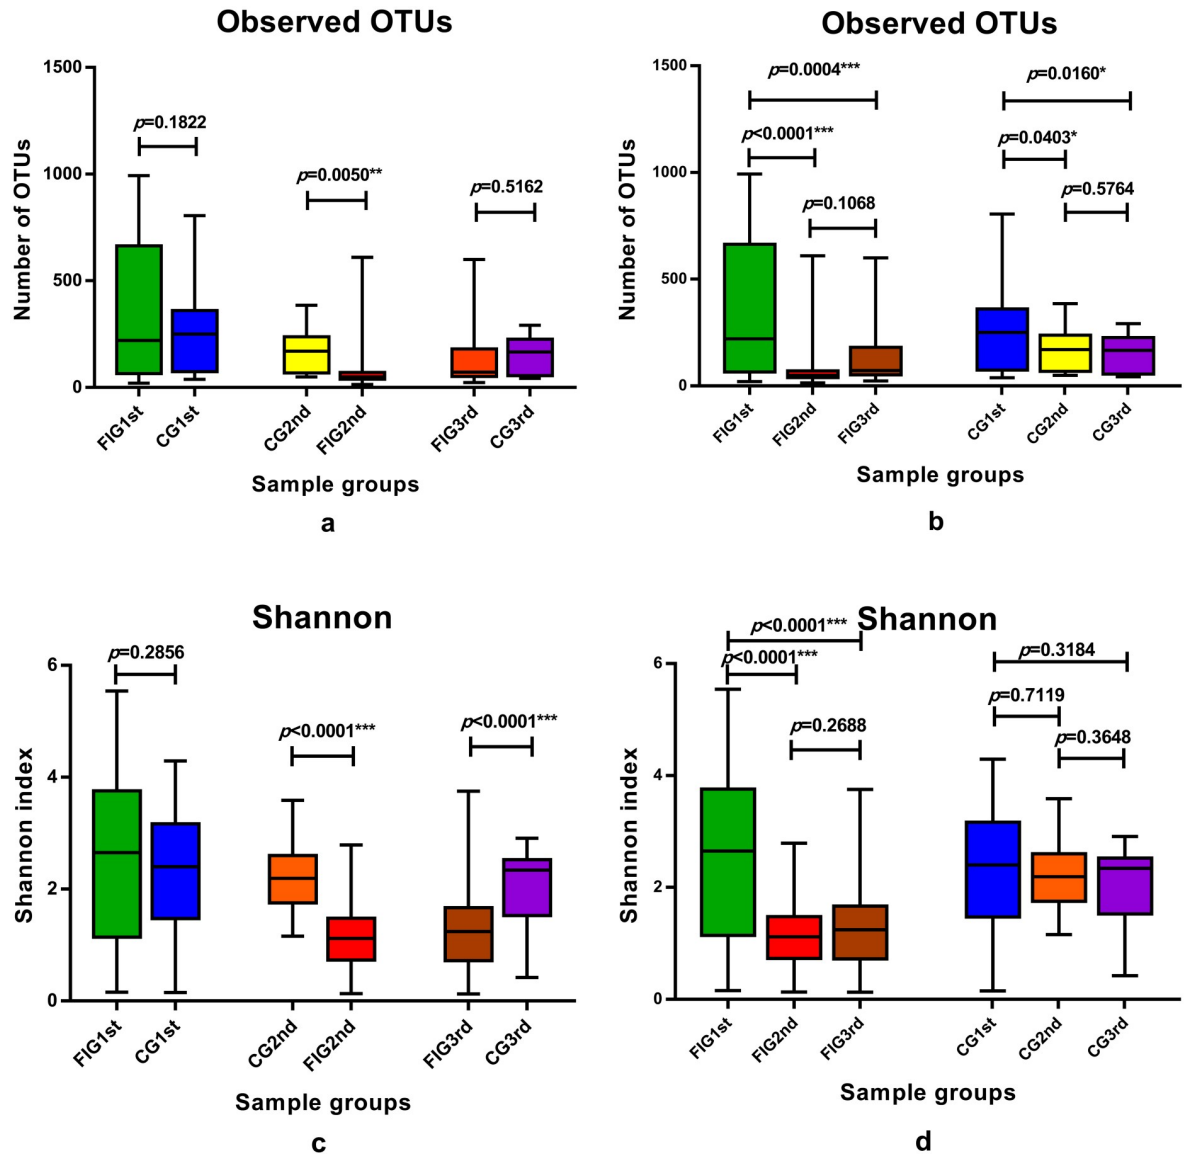 Observed OTUs
1500
1000
500
0
Number of OTUs
p=0.1822
p=0.0050**
p=0.5162
FIG1st
CG1st
CG2nd
FIG2nd
FIG3rd
CG3rd
Sample groups
a
Observed OTUs
1500
1000
500
0
Number of OTUs
p=0.0004***
p<0.0001***
p=0.1068
p=0.0160*
p=0.0403*
p=0.5764
FIG1st
FIG2nd
FIG3rd
CG1st
CG2nd
CG3rd
Sample groups
b
Shannon
6
4
2
0
Shannon index
p=0.2856
p<0.0001***
p<0.0001***
FIG1st
CG1st
CG2nd
FIG2nd
FIG3rd
CG3rd
Sample groups
c
Shannon
6
4
2
0
Shannon index
p<0.0001***
p<0.0001***
p=0.2688
p=0.3184
p=0.7119
p=0.3648
FIG1st
FIG2nd
FIG3rd
CG1st
CG2nd
CG3rd
Sample groups
d